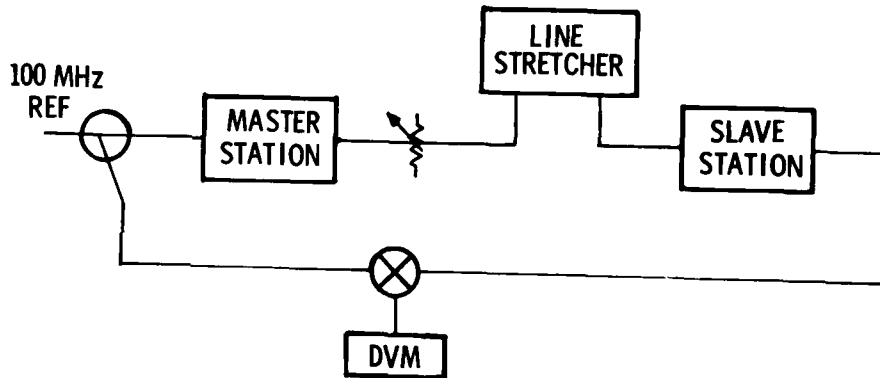 100 MHz
REF
MASTER
STATION
LINE
STRETCHER
SLAVE
STATION
DVM